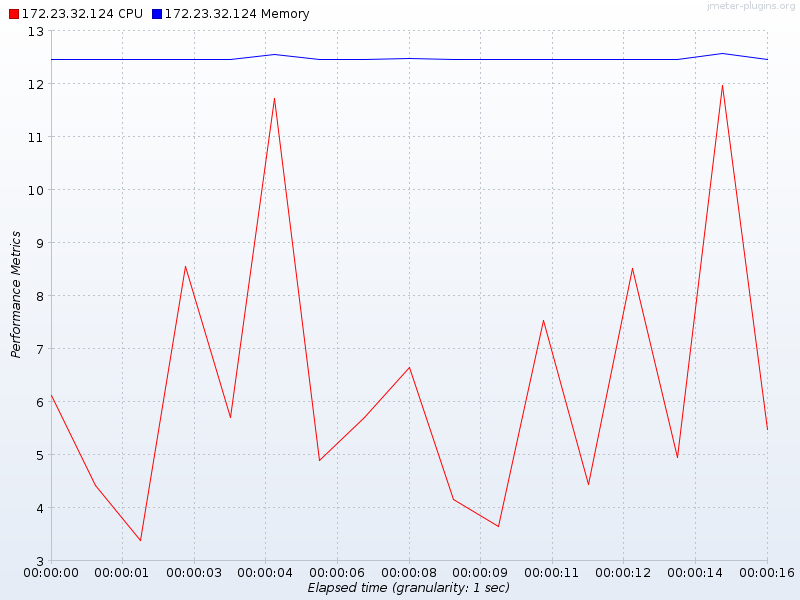 jmeter-plugins.org
172.23.32.124 CPU 172.23.32.124 Memory
13
12
11
10
9
8
7
6
5
4
3
Performance Metrics
00:00:00 00:00:01 00:00:03 00:00:04 00:00:06 00:00:08 00:00:09 00:00:11 00:00:12 00:00:14 00:00:16
Elapsed time (granularity: 1 sec)